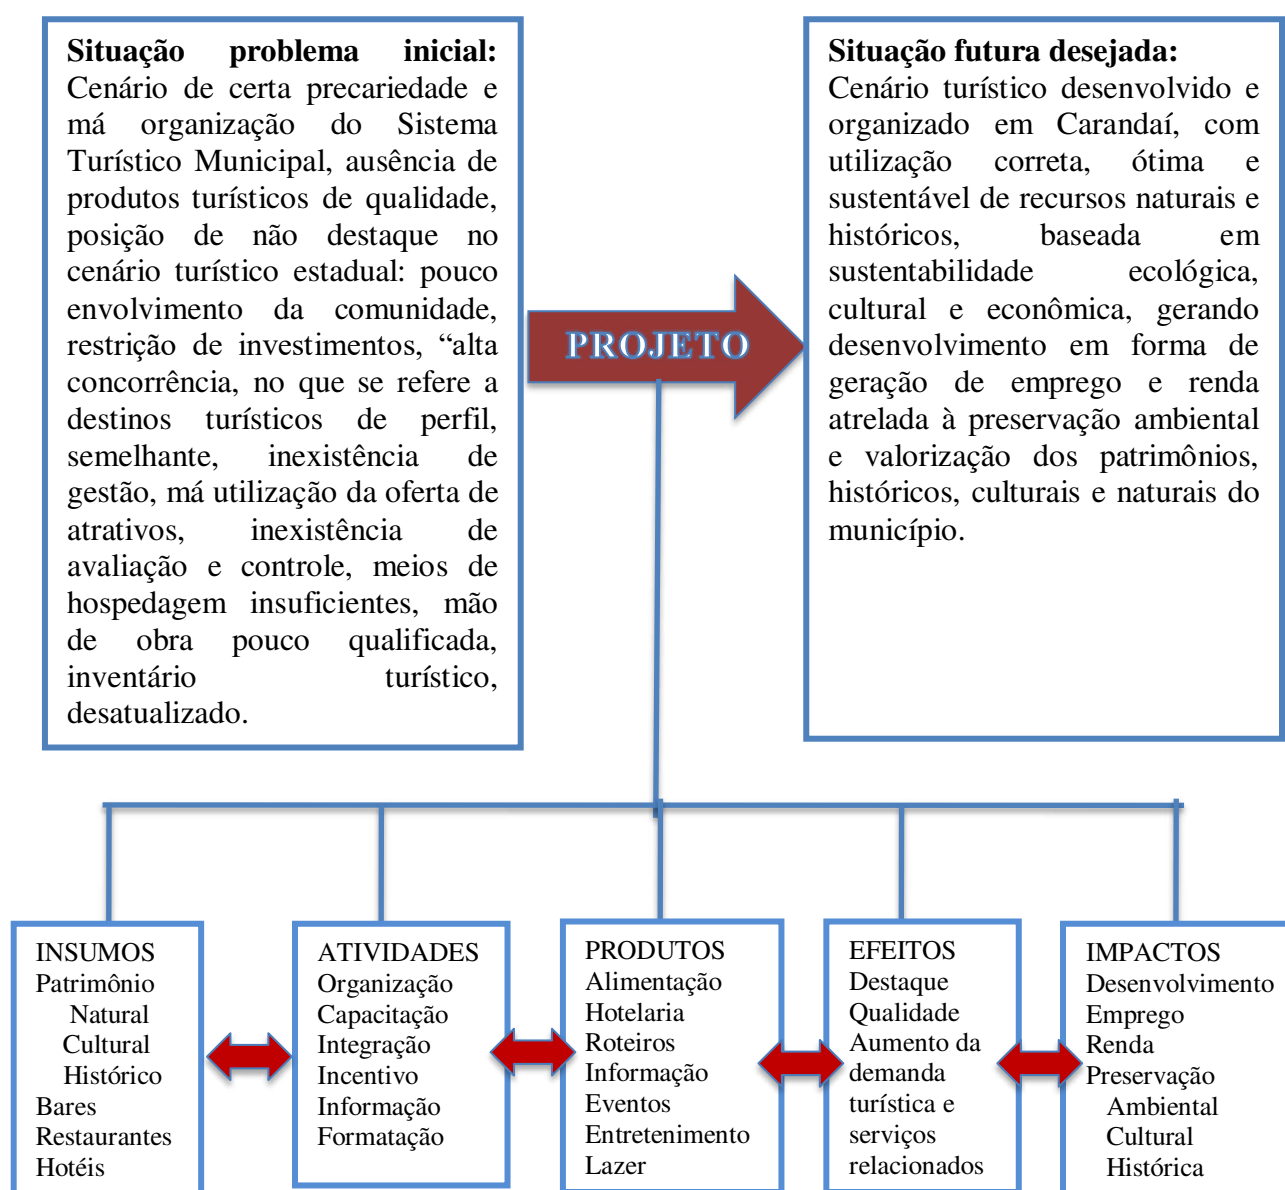 Situação problema inicial:
Cenário de certa precariedade e
má organização do Sistema
Turístico Municipal, ausência de
produtos turísticos de qualidade,
posição de não destaque no
cenário turístico estadual: pouco
envolvimento da comunidade,
restrição de investimentos, “alta
concorrência, no que se refere a
destinos turísticos de perfil,
semelhante, inexistência de
gestão, má utilização da oferta de
atrativos, inexistência de
avaliação e controle, meios de
hospedagem insuficientes, mão
de obra pouco qualificada,
inventário turístico,
desatualizado.
PROJETO
Situação futura desejada:
Cenário turístico desenvolvido e
organizado em Carandaí, com
utilização correta, ótima e
sustentável de recursos naturais e
históricos, baseada em
sustentabilidade ecológica,
cultural e econômica, gerando
desenvolvimento em forma de
geração de emprego e renda
atrelada à preservação ambiental
e valorização dos patrimônios,
históricos, culturais e naturais do
município.
INSUMOS
Patrimônio
Natural
Cultural
Histórico
Bares
Restaurantes
Hotéis
ATIVIDADES
Organização
Capacitação
Integração
Incentivo
Informação
Formatação
PRODUTOS
Alimentação
Hotelaria
Roteiros
Informação
Eventos
Entretenimento
Lazer
EFEITOS
Destaque
Qualidade
Aumento da
demanda
turística e
serviços
relacionados
IMPACTOS
Desenvolvimento
Emprego
Renda
Preservação
Ambiental
Cultural
Histórica